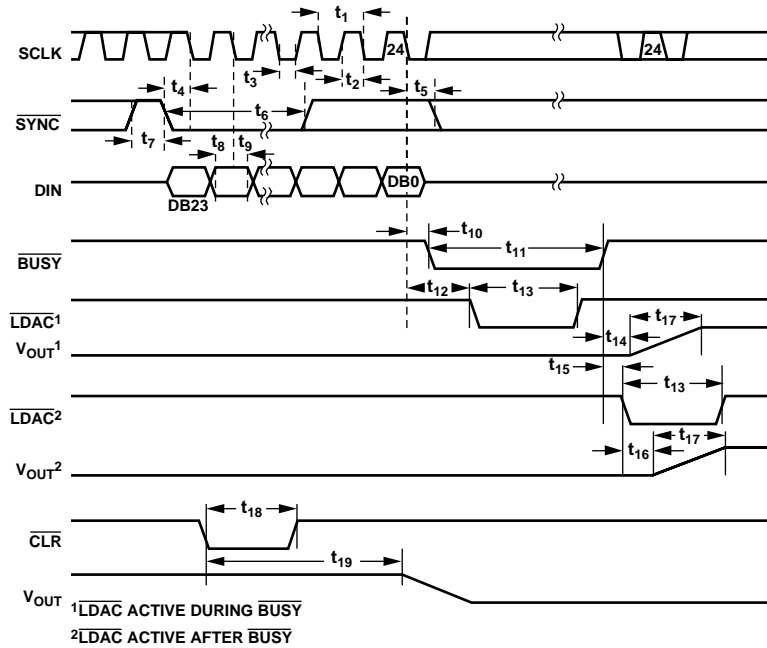 t1
SCLK
24
24
t3
t2
t4
t5
t6
SYNC
t7
t8
t9
DIN
DB23
DB0
t10
BUSY
t11
t12
t13
LDAC1
t17
VOUT1
t14
t15
t13
LDAC2
t17
t16
VOUT2
t18
CLR
t19
VOUT
1LDAC ACTIVE DURING BUSY
2LDAC ACTIVE AFTER BUSY